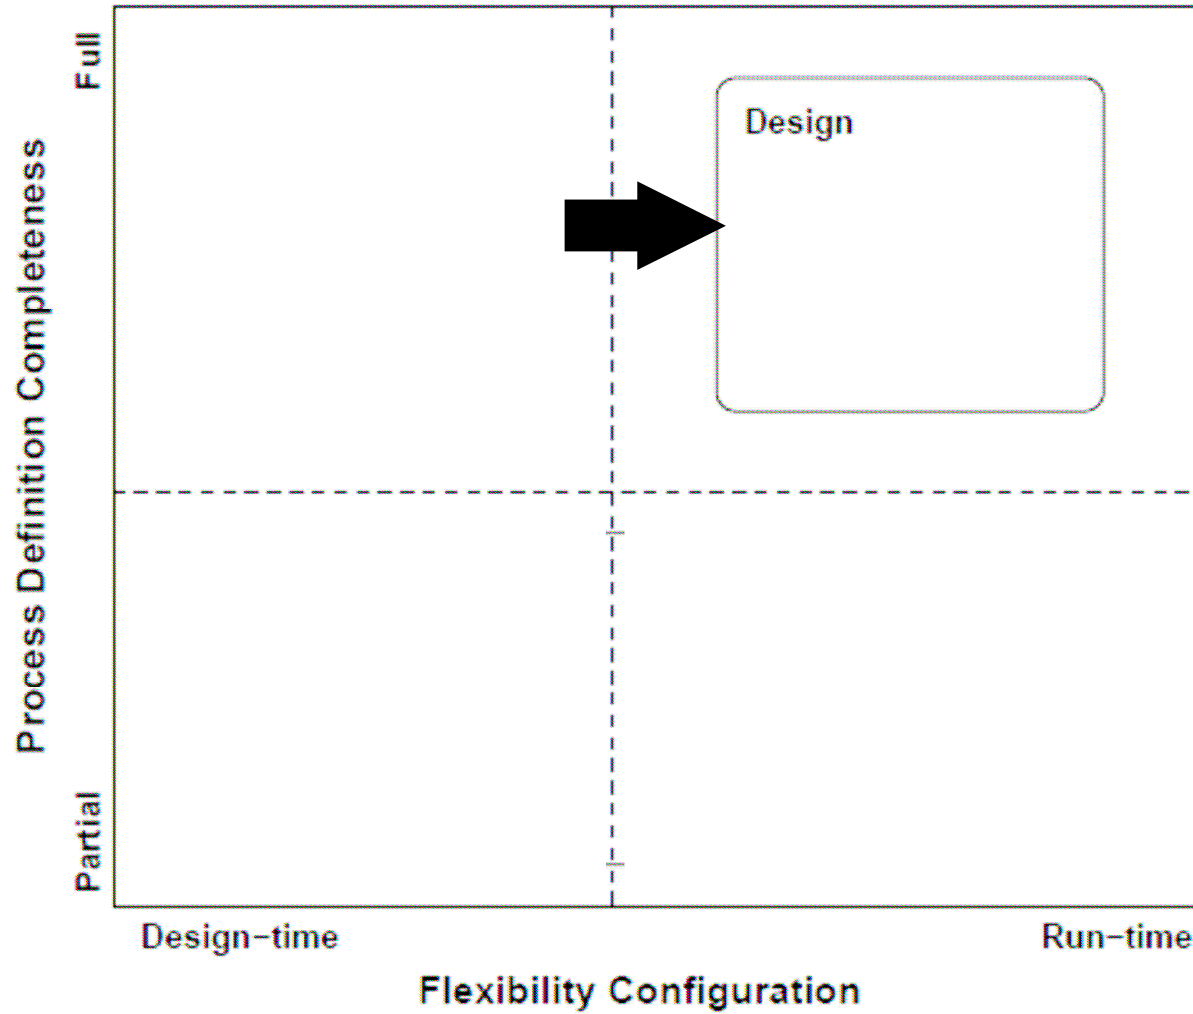 Full
Design
Process Definition Completeness
Partial
Design-time
Run-time
Flexibility Configuration